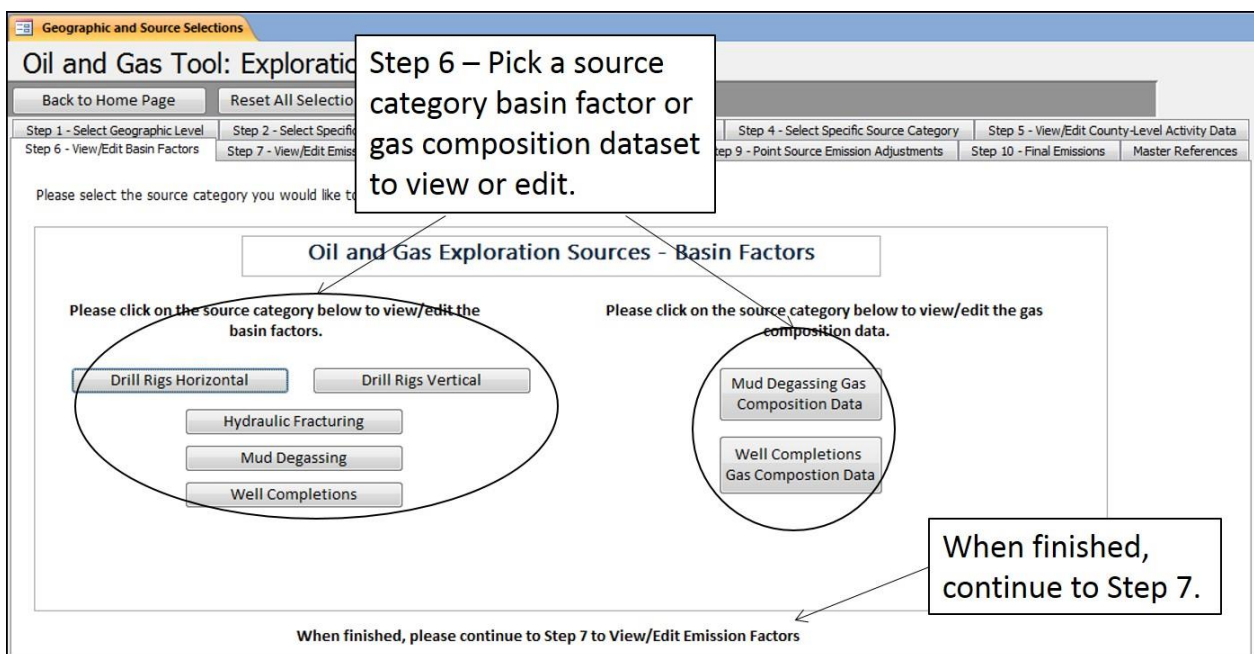 Geographic and Source Selections
Oil and Gas Tool:
Back to Home Page
Reset All
Step 1 - Select Geographic Level
Step 2 - Select
Step 4 - Select Specific Source Category
Step 5 - View/Edit County-Level Activity Data
Step 6 - View/Edit Basin Factors
Step 7 - View/Edit
9 - Point Source Emission Adjustments
Step 10 - Final Emissions
Master References
Step 6 – Pick a source
category basin factor or
gas composition dataset
to view or edit.
Please select the source category you would like
Oil and Gas Exploration Sources - Basin Factors
Please click on the source category below to view/edit the
basin factors.
Drill Rigs Horizontal
Drill Rigs Vertical
Hydraulic Fracturing
Mud Degassing
Well Completions
Please click on the source category below to view/edit the gas
composition data.
Mud Degassing Gas
Composition Data
Well Completions
Gas Compostion Data
When finished,
continue to Step 7.
When finished, please continue to Step 7 to View/Edit Emission Factors